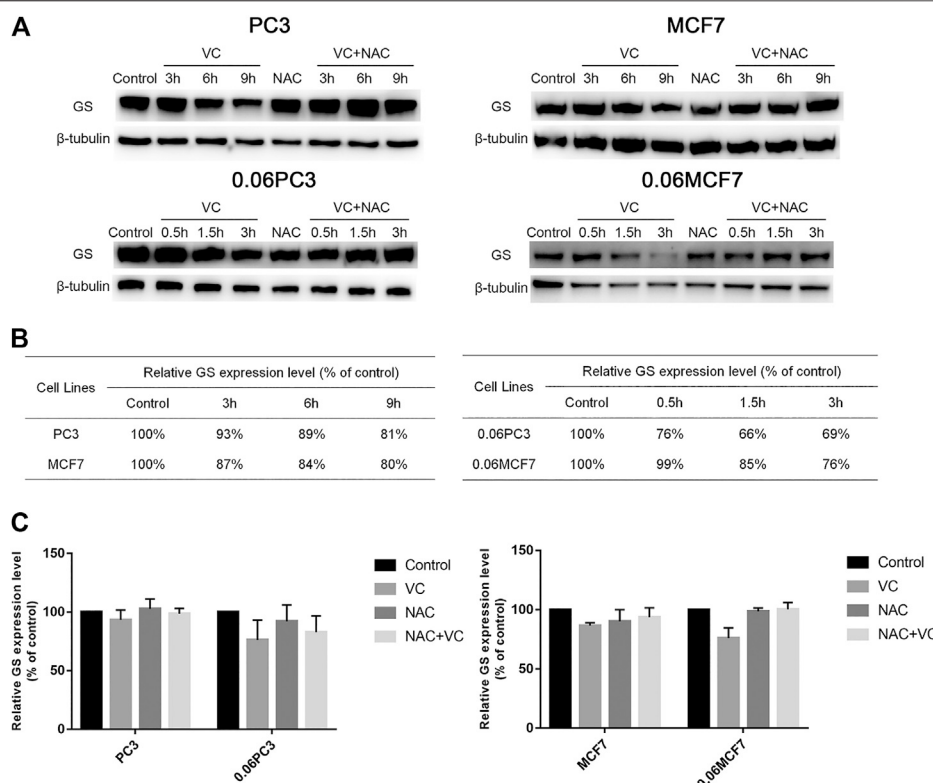 A
PC3
MCF7
VC
VC+NAC
VC
VC+NAC
Control 3h 6h 9h NAC 3h 6h 9h
Control 3h 6h 9h NAC 3h 6h 9h
GS
GS
β-tubulin
β-tubulin
0.06PC3
0.06MCF7
VC
VC+NAC
VC
VC+NAC
Control 0.5h 1.5h 3h NAC 0.5h 1.5h 3h
Control 0.5h 1.5h 3h NAC 0.5h 1.5h 3h
GS
GS
β-tubulin
β-tubulin
B
Cell Lines
Relative GS expression level (% of control)
Control 3h 6h 9h
PC3 100% 93% 89% 81%
MCF7 100% 87% 84% 80%
Cell Lines
Relative GS expression level (% of control)
Control 0.5h 1.5h 3h
0.06PC3 100% 76% 66% 69%
0.06MCF7 100% 99% 85% 76%
C
Relative GS expression level
(% of control)
150
100
50
0
PC3
0.06PC3
Control
VC
NAC
NAC+VC
Relative GS expression level
(% of control)
150
100
50
0
MCF7
0.06MCF7
Control
VC
NAC
NAC+VC